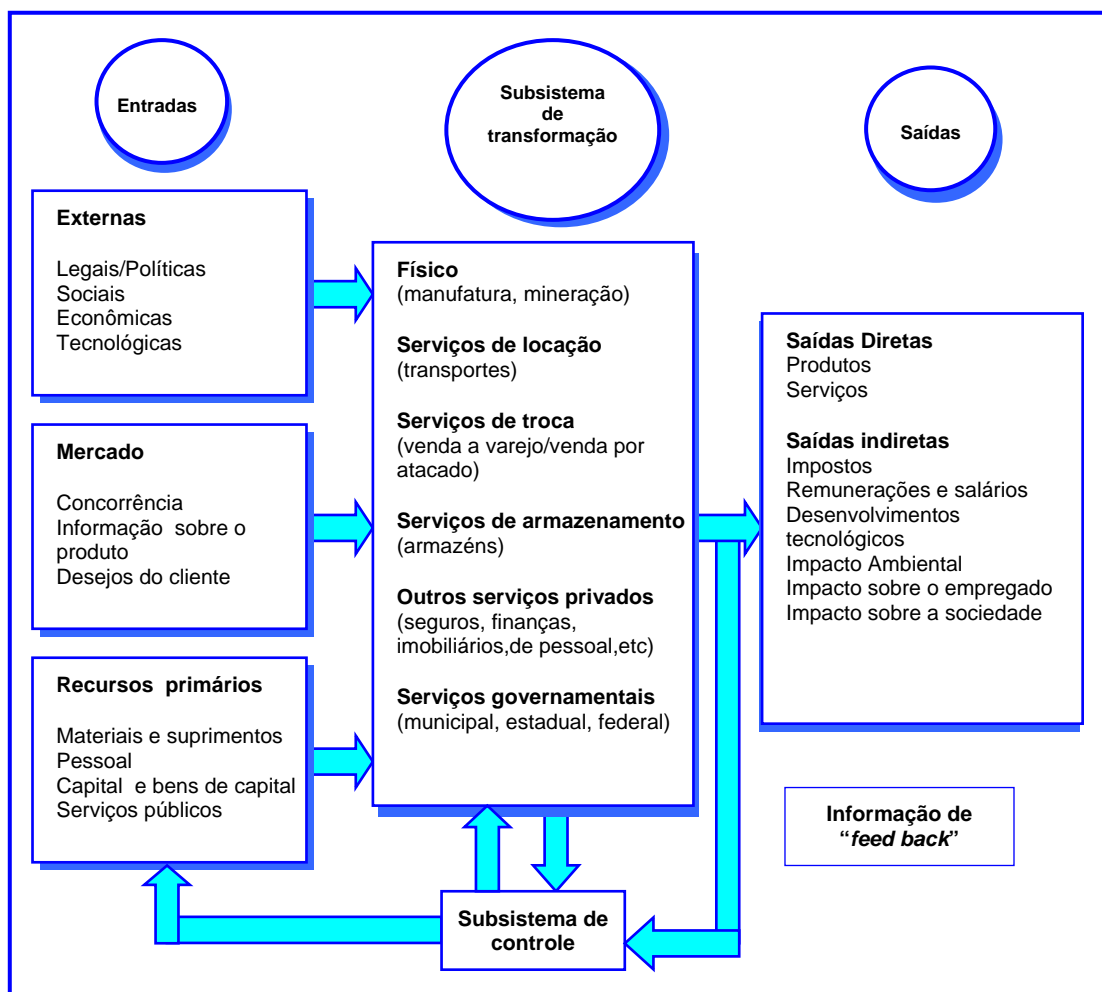 Entradas
Subsistema
de
transformação
Saídas
Externas
Legais/Políticas
Sociais
Econômicas
Tecnológicas
Mercado
Concorrência
Informação sobre o
produto
Desejos do cliente
Recursos primários
Materiais e suprimentos
Pessoal
Capital e bens de capital
Serviços públicos
Físico
(manufatura, mineração)
Serviços de locação
(transportes)
Serviços de troca
(venda a varejo/venda por
atacado)
Serviços de armazenamento
(armazéns)
Outros serviços privados
(seguros, finanças,
imobiliários,de pessoal,etc)
Serviços governamentais
(municipal, estadual, federal)
Saídas Diretas
Produtos
Serviços
Saídas indiretas
Impostos
Remunerações e salários
Desenvolvimentos
tecnológicos
Impacto Ambiental
Impacto sobre o empregado
Impacto sobre a sociedade
Informação de
“feed back”
Subsistema de
controle